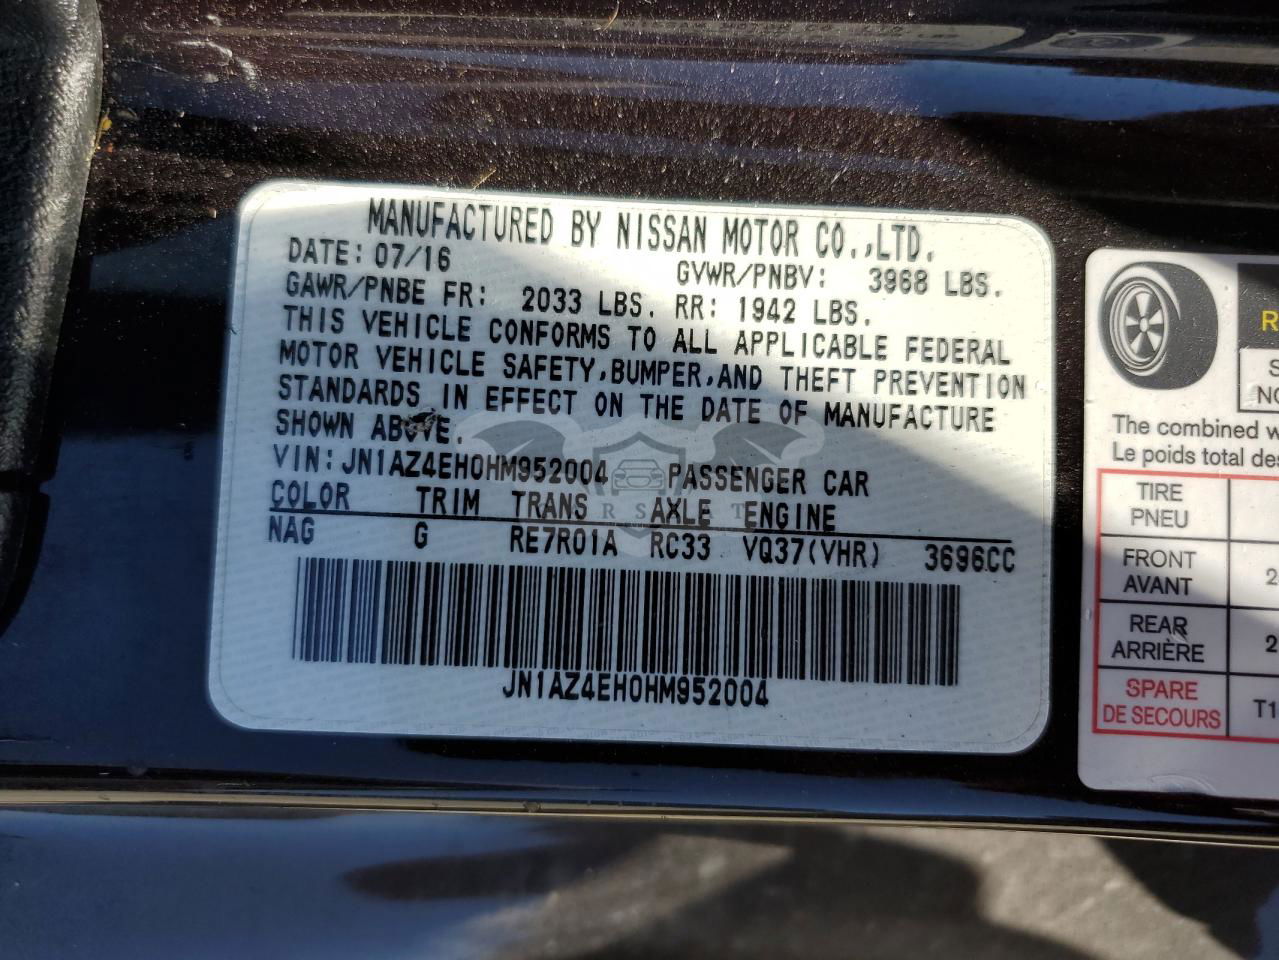 MANUFACTURED BY NISSAN MOTOR CO.,LTD.
DATE: 07/16 GVWR/PNBV: 3968 LBS.
GAWR/PNBE FR: 2033 LBS. RR: 1942 LBS.
THIS VEHICLE CONFORMS TO ALL APPLICABLE FEDERAL
MOTOR VEHICLE SAFETY,BUMPER,AND THEFT PREVENTION
STANDARDS IN EFFECT ON THE DATE OF MANUFACTURE
SHOWN ABOVE.
VIN: JN1AZ4EH0HM952004 PASSENGER CAR
COLOR TRIM TRANS AXLE ENGINE
NAG G RE7R01A RC33 VQ37(VHR) 3696CC
JN1AZ4EH0HM952004
The combined
Le poids total
TIRE
PNEU
FRONT
AVANT
REAR
ARRIÈRE
SPARE
DE SECOURS